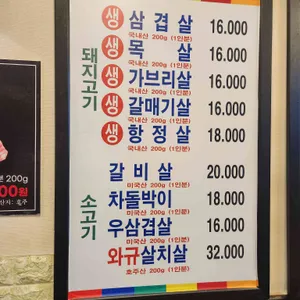 돼지고기
생 삼겹살 16.000
국내산 200g (1인분)
생 목살 16.000
국내산 200g (1인분)
생 가브리살 16.000
국내산 200g (1인분)
생 갈매기살 16.000
국내산 200g (1인분)
생 항정살 18.000
국내산 200g (1인분)
소고기
갈비살 20.000
미국산 200g (1인분)
차돌박이 18.000
미국산 200g (1인분)
우삼겹살 16.000
미국산 200g (1인분)
와규살치살 32.000
호주산 200g (1인분)
분 200g
00원